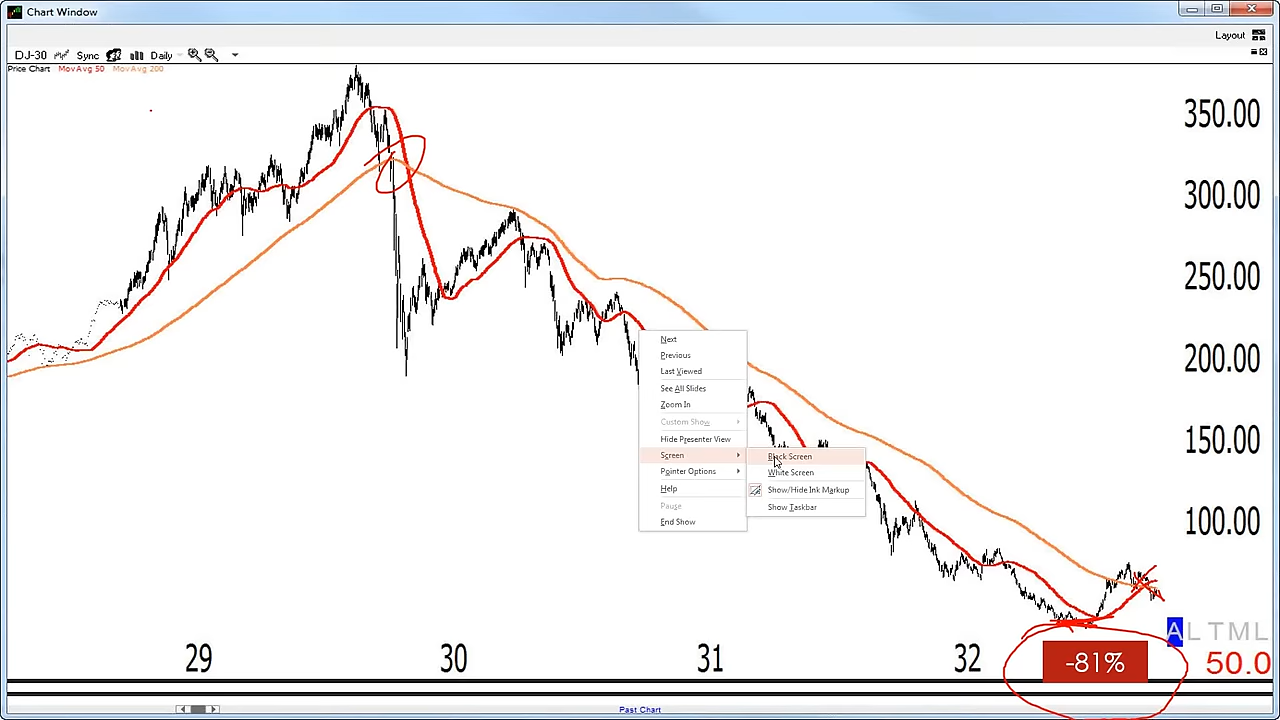 Chart Window
Layout
DJ-30 Sync Daily
Price Chart MovAvg 50 MovAvg 200
350.00
300.00
250.00
200.00
150.00
100.00
Next
Previous
Last Viewed
See All Slides
Zoom In
Custom Show
Hide Presenter View
Screen
Pointer Options
Help
Pause
End Show
Black Screen
White Screen
Show/Hide Ink Markup
Show Taskbar
A L T M L
29 30 31 32 -81% 50.0
Past Chart